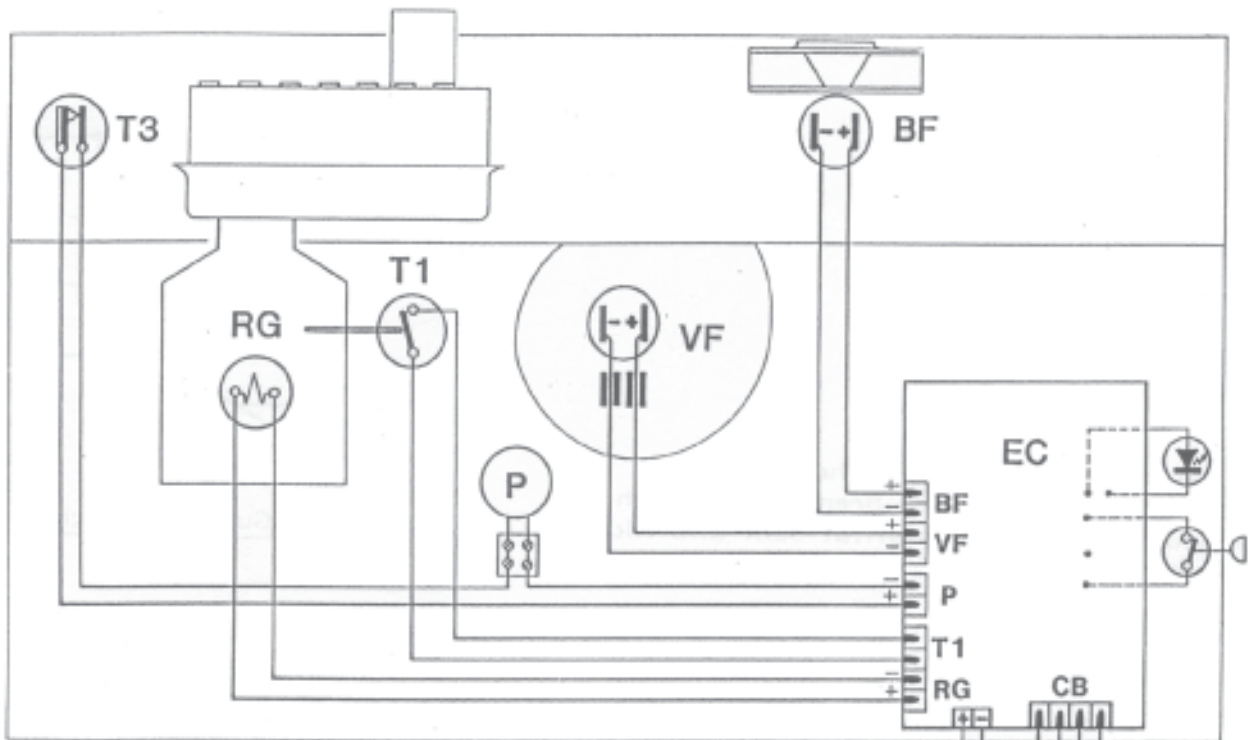 T3
- +
BF
T1
RG
- +
VF
EC
P
+
BF
-
+
VF
-
-
P
+
T1
-
RG
+
CB
+ -